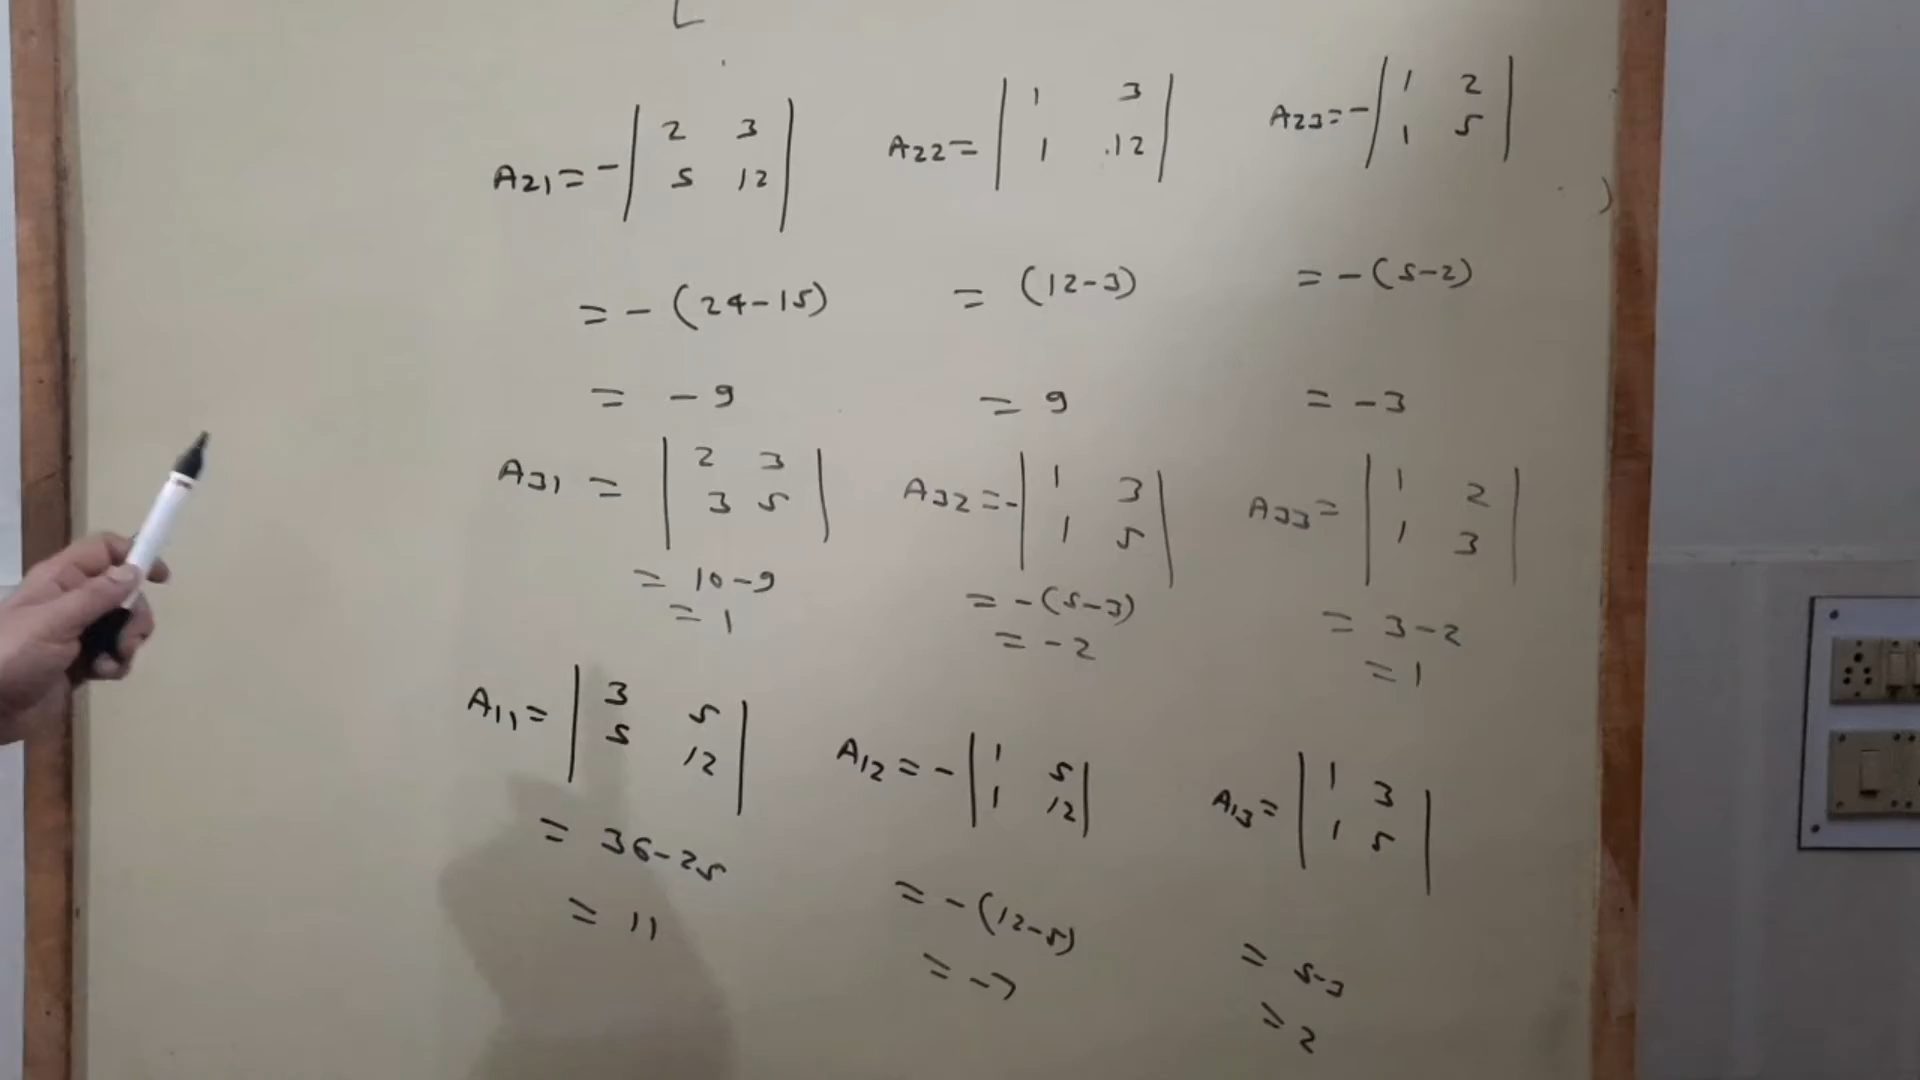 A21 = - | 2 3 | A22 = | 1 3 | A23 = - | 1 2 |
| 5 12 | | 1 .12 | | 1 5 |
= - (24-15) = (12-3) = - (5-2)
= - 9 = 9 = - 3
A31 = | 2 3 | A32 = - | 1 3 | A33 = | 1 2 |
| 3 5 | | 1 5 | | 1 3 |
= 10-9 = - (5-3) = 3-2
= 1 = - 2 = 1
A11 = | 3 5 | A12 = - | 1 5 | A13 = | 1 3 |
| 5 12 | | 1 12 | | 1 5 |
= 36-25 = - (12-5) = 5-3
= 11 = -7 = 2